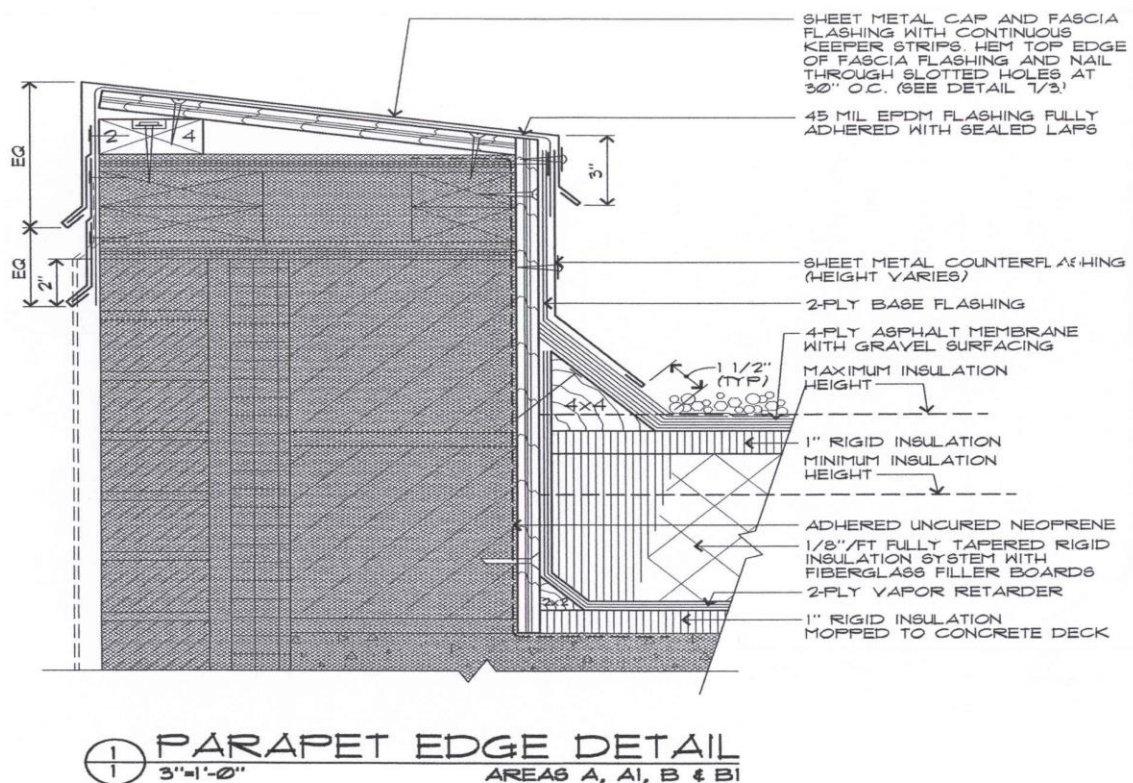 SHEET METAL CAP AND FASCIA
FLASHING WITH CONTINUOUS
KEEPER STRIPS. HEM TOP EDGE
OF FASCIA FLASHING AND NAIL
THROUGH SLOTTED HOLES AT
30" O.C. (SEE DETAIL 7/3.)
45 MIL EPDM FLASHING FULLY
ADHERED WITH SEALED LAPS
2 4
EQ
3"
EQ
2"
SHEET METAL COUNTERFLASHING
(HEIGHT VARIES)
2-PLY BASE FLASHING
4-PLY ASPHALT MEMBRANE
WITH GRAVEL SURFACING
1 1/2"
(TYP)
MAXIMUM INSULATION
HEIGHT
4x4
1" RIGID INSULATION
MINIMUM INSULATION
HEIGHT
ADHERED UNCURED NEOPRENE
1/8"/FT FULLY TAPERED RIGID
INSULATION SYSTEM WITH
FIBERGLASS FILLER BOARDS
2-PLY VAPOR RETARDER
2x2
1" RIGID INSULATION
MOPPED TO CONCRETE DECK
1
1
PARAPET EDGE DETAIL
3"=1'-0" AREAS A, A1, B & B1